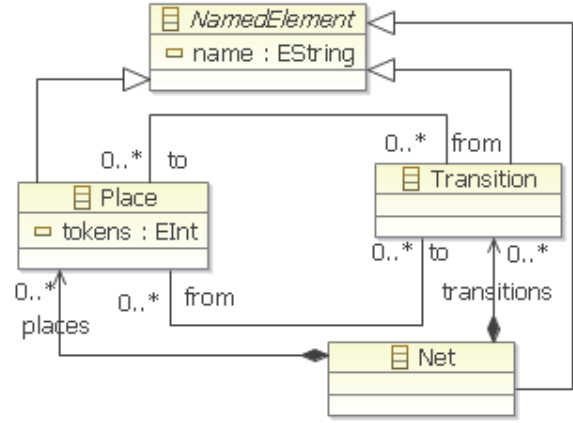 NamedElement
name : EString
0..* to
0..* from
Place
tokens : EInt
Transition
0..* to
0..*
0..*
0..* from
transitions
places
Net